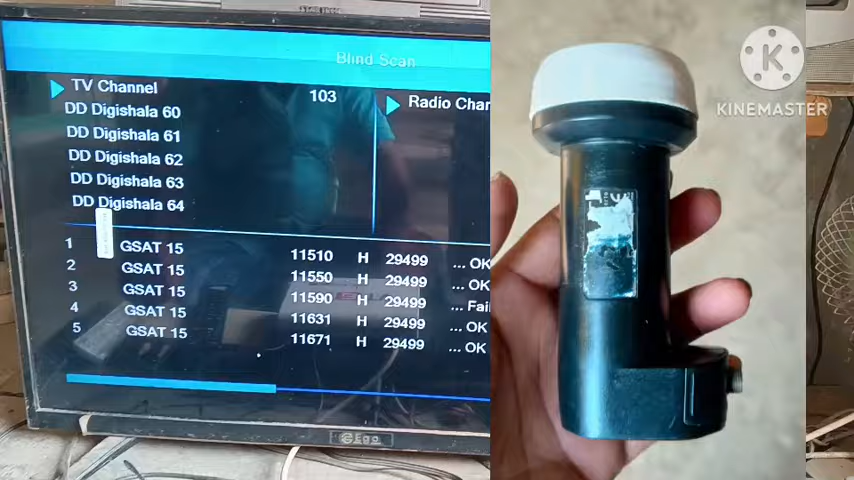 Blind Scan
TV Channel 103 Radio Chan
DD Digishala 60
DD Digishala 61
DD Digishala 62
DD Digishala 63
DD Digishala 64
1 GSAT 15 11510 H 29499 ... OK
2 GSAT 15 11550 H 29499 ... OK
3 GSAT 15 11590 H 29499 ... Fail
4 GSAT 15 11631 H 29499 ... OK
5 GSAT 15 11671 H 29499 ... OK
KINEMASTER